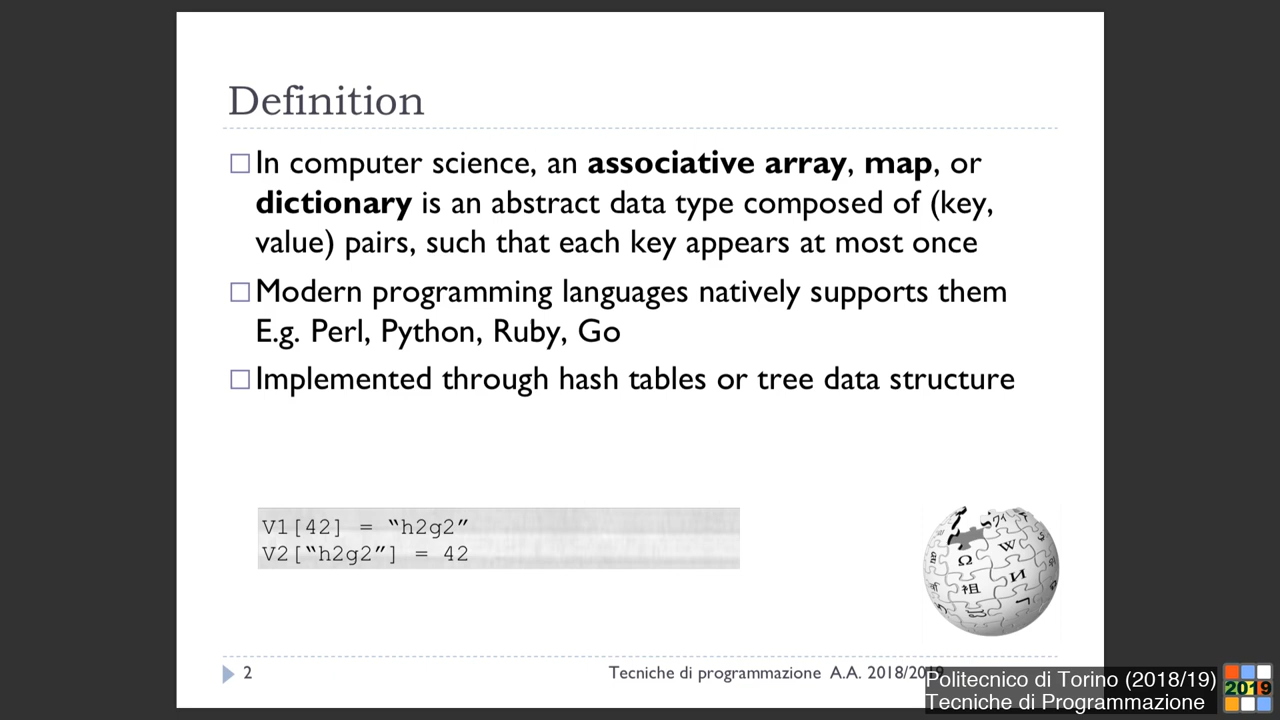 Definition
In computer science, an associative array, map, or
dictionary is an abstract data type composed of (key,
value) pairs, such that each key appears at most once
Modern programming languages natively supports them
E.g. Perl, Python, Ruby, Go
Implemented through hash tables or tree data structure
V1[42] = “h2g2”
V2[“h2g2”] = 42
Ω W И 祖
2 Tecniche di programmazione A.A. 2018/2019
Politecnico di Torino (2018/19)
Tecniche di Programmazione
2019